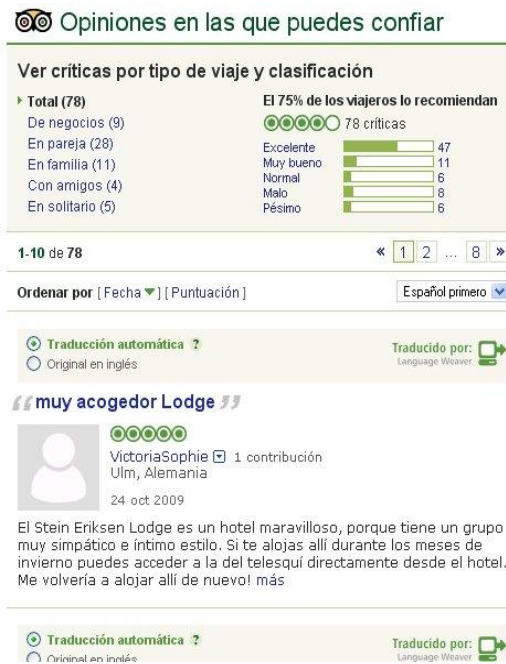 Opiniones en las que puedes confiar
Ver críticas por tipo de viaje y clasificación
Total (78)
De negocios (9)
En pareja (28)
En familia (11)
Con amigos (4)
En solitario (5)
El 75% de los viajeros lo recomiendan
78 críticas
Excelente 47
Muy bueno 11
Normal 6
Malo 8
Pésimo 6
1-10 de 78
« 1 2 ... 8 »
Ordenar por [ Fecha ] [ Puntuación ]
Español primero
Traducción automática ?
Original en inglés
Traducido por:
Language Weaver
“ muy acogedor Lodge ”
VictoriaSophie 1 contribución
Ulm, Alemania
24 oct 2009
El Stein Eriksen Lodge es un hotel maravilloso, porque tiene un grupo
muy simpático e íntimo estilo. Si te alojas allí durante los meses de
invierno puedes acceder a la del telesquí directamente desde el hotel.
Me volvería a alojar allí de nuevo! más
Traducción automática ?
Original en inglés
Traducido por:
Language Weaver